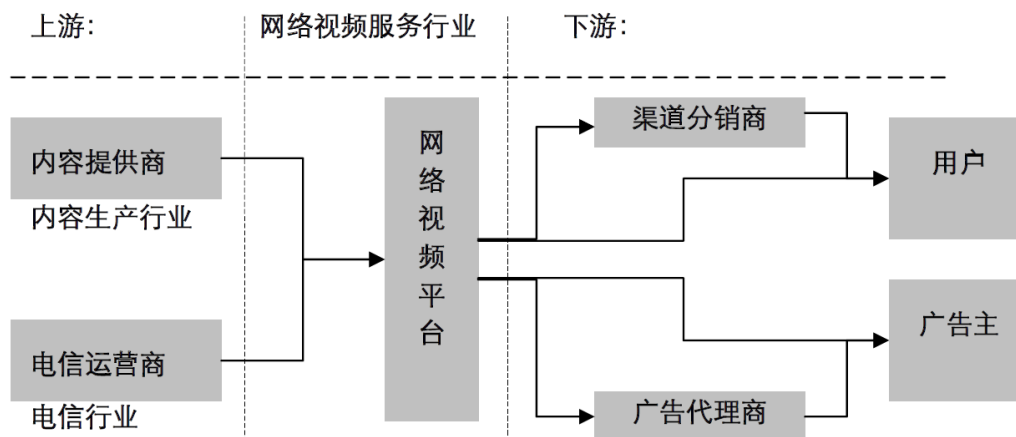 上游：
网络视频服务行业
下游：
内容提供商
内容生产行业
电信运营商
电信行业
网络视频平台
渠道分销商
用户
广告主
广告代理商